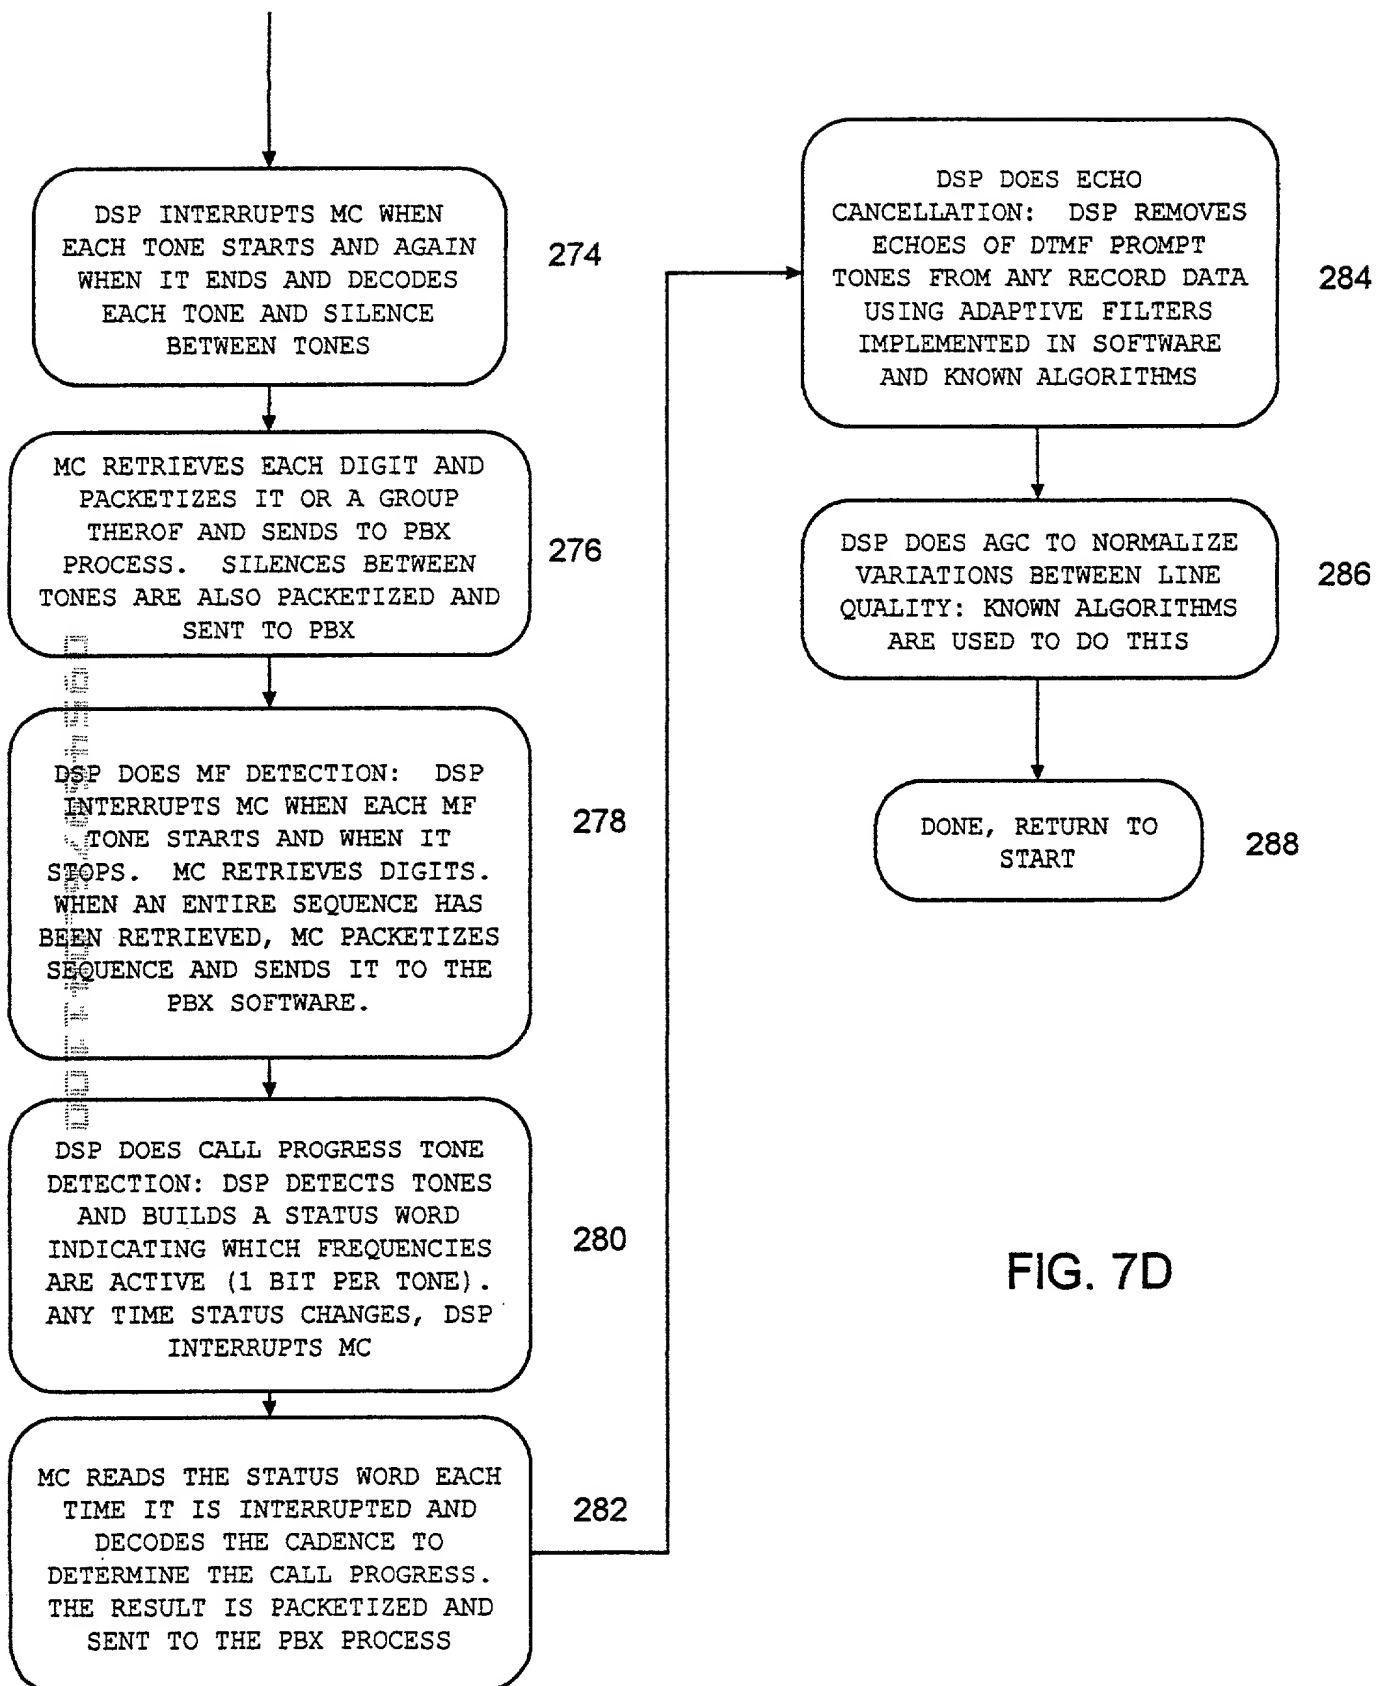 DSP INTERRUPTS MC WHEN
EACH TONE STARTS AND AGAIN
WHEN IT ENDS AND DECODES
EACH TONE AND SILENCE
BETWEEN TONES
274
MC RETRIEVES EACH DIGIT AND
PACKETIZES IT OR A GROUP
THEROF AND SENDS TO PBX
PROCESS. SILENCES BETWEEN
TONES ARE ALSO PACKETIZED AND
SENT TO PBX
276
DSP DOES MF DETECTION: DSP
INTERRUPTS MC WHEN EACH MF
TONE STARTS AND WHEN IT
STOPS. MC RETRIEVES DIGITS.
WHEN AN ENTIRE SEQUENCE HAS
BEEN RETRIEVED, MC PACKETIZES
SEQUENCE AND SENDS IT TO THE
PBX SOFTWARE.
278
DSP DOES CALL PROGRESS TONE
DETECTION: DSP DETECTS TONES
AND BUILDS A STATUS WORD
INDICATING WHICH FREQUENCIES
ARE ACTIVE (1 BIT PER TONE).
ANY TIME STATUS CHANGES, DSP
INTERRUPTS MC
280
MC READS THE STATUS WORD EACH
TIME IT IS INTERRUPTED AND
DECODES THE CADENCE TO
DETERMINE THE CALL PROGRESS.
THE RESULT IS PACKETIZED AND
SENT TO THE PBX PROCESS
282
DSP DOES ECHO
CANCELLATION: DSP REMOVES
ECHOES OF DTMF PROMPT
TONES FROM ANY RECORD DATA
USING ADAPTIVE FILTERS
IMPLEMENTED IN SOFTWARE
AND KNOWN ALGORITHMS
284
DSP DOES AGC TO NORMALIZE
VARIATIONS BETWEEN LINE
QUALITY: KNOWN ALGORITHMS
ARE USED TO DO THIS
286
DONE, RETURN TO
START
288
FIG. 7D